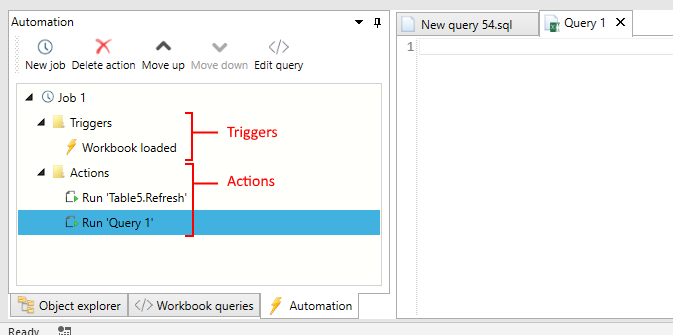 Automation
New job Delete action Move up Move down Edit query
Job 1
Triggers
Workbook loaded
Actions
Run 'Table5.Refresh'
Run 'Query 1'
Triggers
Actions
Object explorer Workbook queries Automation
Ready
New query 54.sql Query 1
1